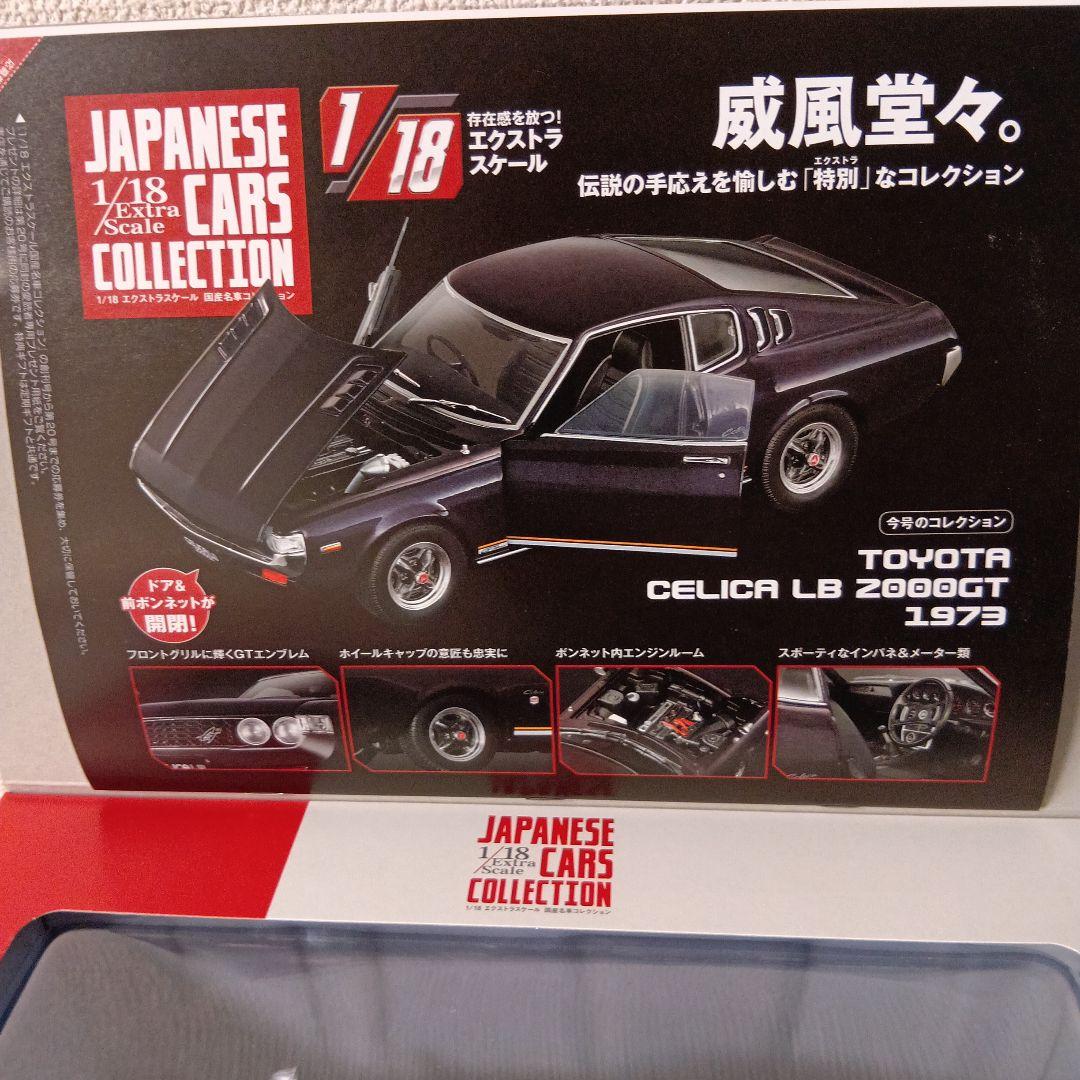 JAPANESE
1/18 Extra Scale CARS
COLLECTION
1/18 エクストラスケール 国産名車コレクション
1/18
存在感を放つ!
エクストラ
スケール
威風堂々。
伝説の手応えを愉しむ「特別」なコレクション
エクストラ
今号のコレクション
TOYOTA
CELICA LB 2000GT
1973
ドア&
前ボンネットが
開閉!
フロントグリルに輝くGTエンブレム
ホイールキャップの意匠も忠実に
ボンネット内エンジンルーム
スポーティなインパネ&メーター類
JAPANESE
1/18 Extra Scale CARS
COLLECTION
1/18 エクストラスケール 国産名車コレクション